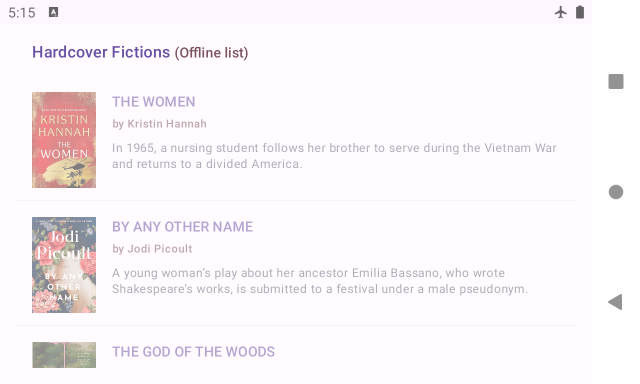 5:15
Hardcover Fictions (Offline list)
KRISTIN
HANNAH
THE
WOMEN
THE WOMEN
by Kristin Hannah
In 1965, a nursing student follows her brother to serve during the Vietnam War
and returns to a divided America.
Jodi
Picoult
BY ANY
OTHER
NAME
BY ANY OTHER NAME
by Jodi Picoult
A young woman's play about her ancestor Emilia Bassano, who wrote
Shakespeare's works, is submitted to a festival under a male pseudonym.
THE GOD OF THE WOODS